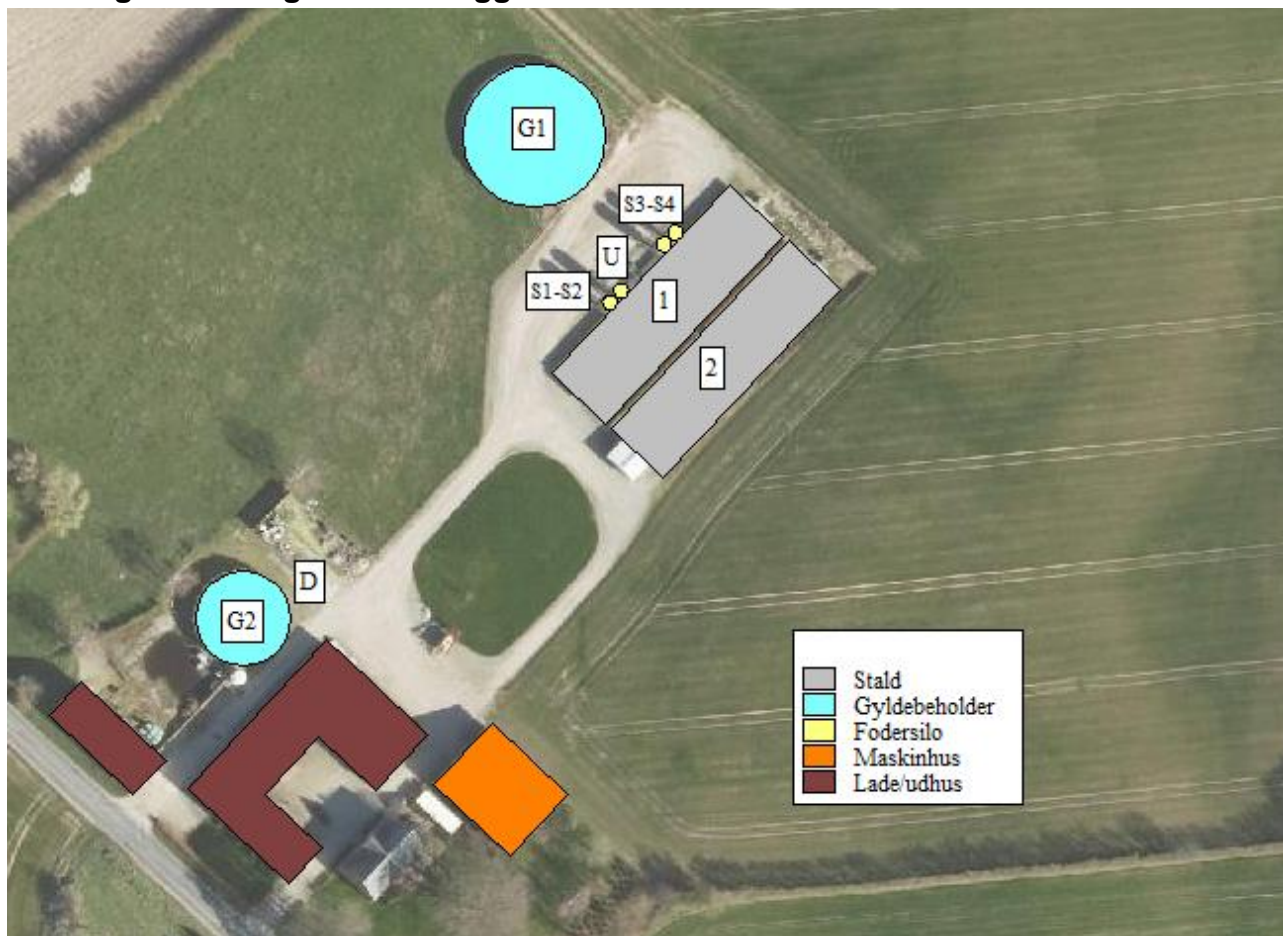 G1
S3-S4
U
S1-S2
1
2
D
G2
Stald
Gyldebeholder
Fodersilo
Maskinhus
Lade/udhus